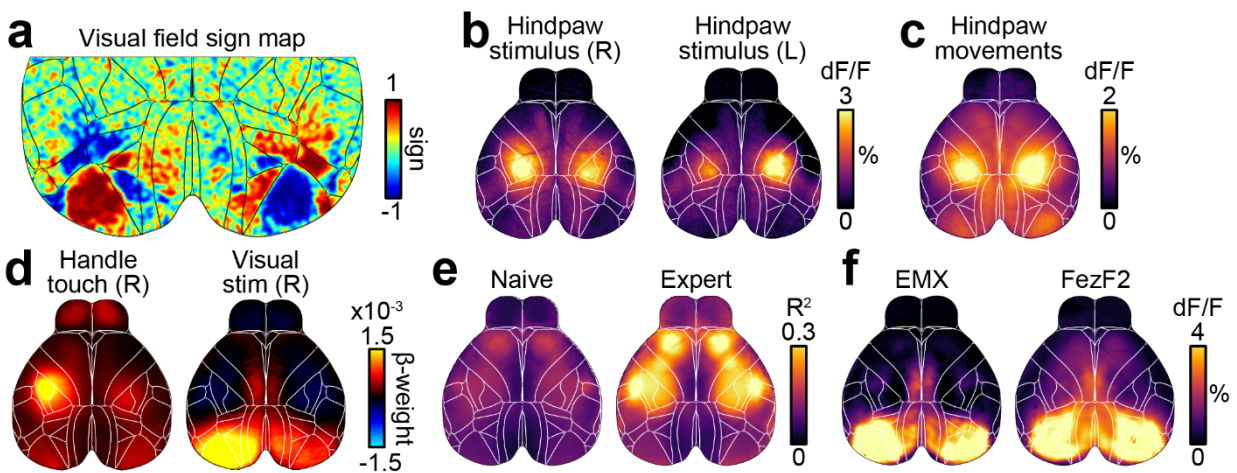 a
Visual field sign map
1
sign
-1
b
Hindpaw
stimulus (R)
Hindpaw
stimulus (L)
dF/F
3
%
0
c
Hindpaw
movements
dF/F
2
%
0
d
Handle
touch (R)
Visual
stim (R)
x10-3
1.5
β-weight
-1.5
e
Naive
Expert
R2
0.3
0
f
EMX
FezF2
dF/F
4
%
0